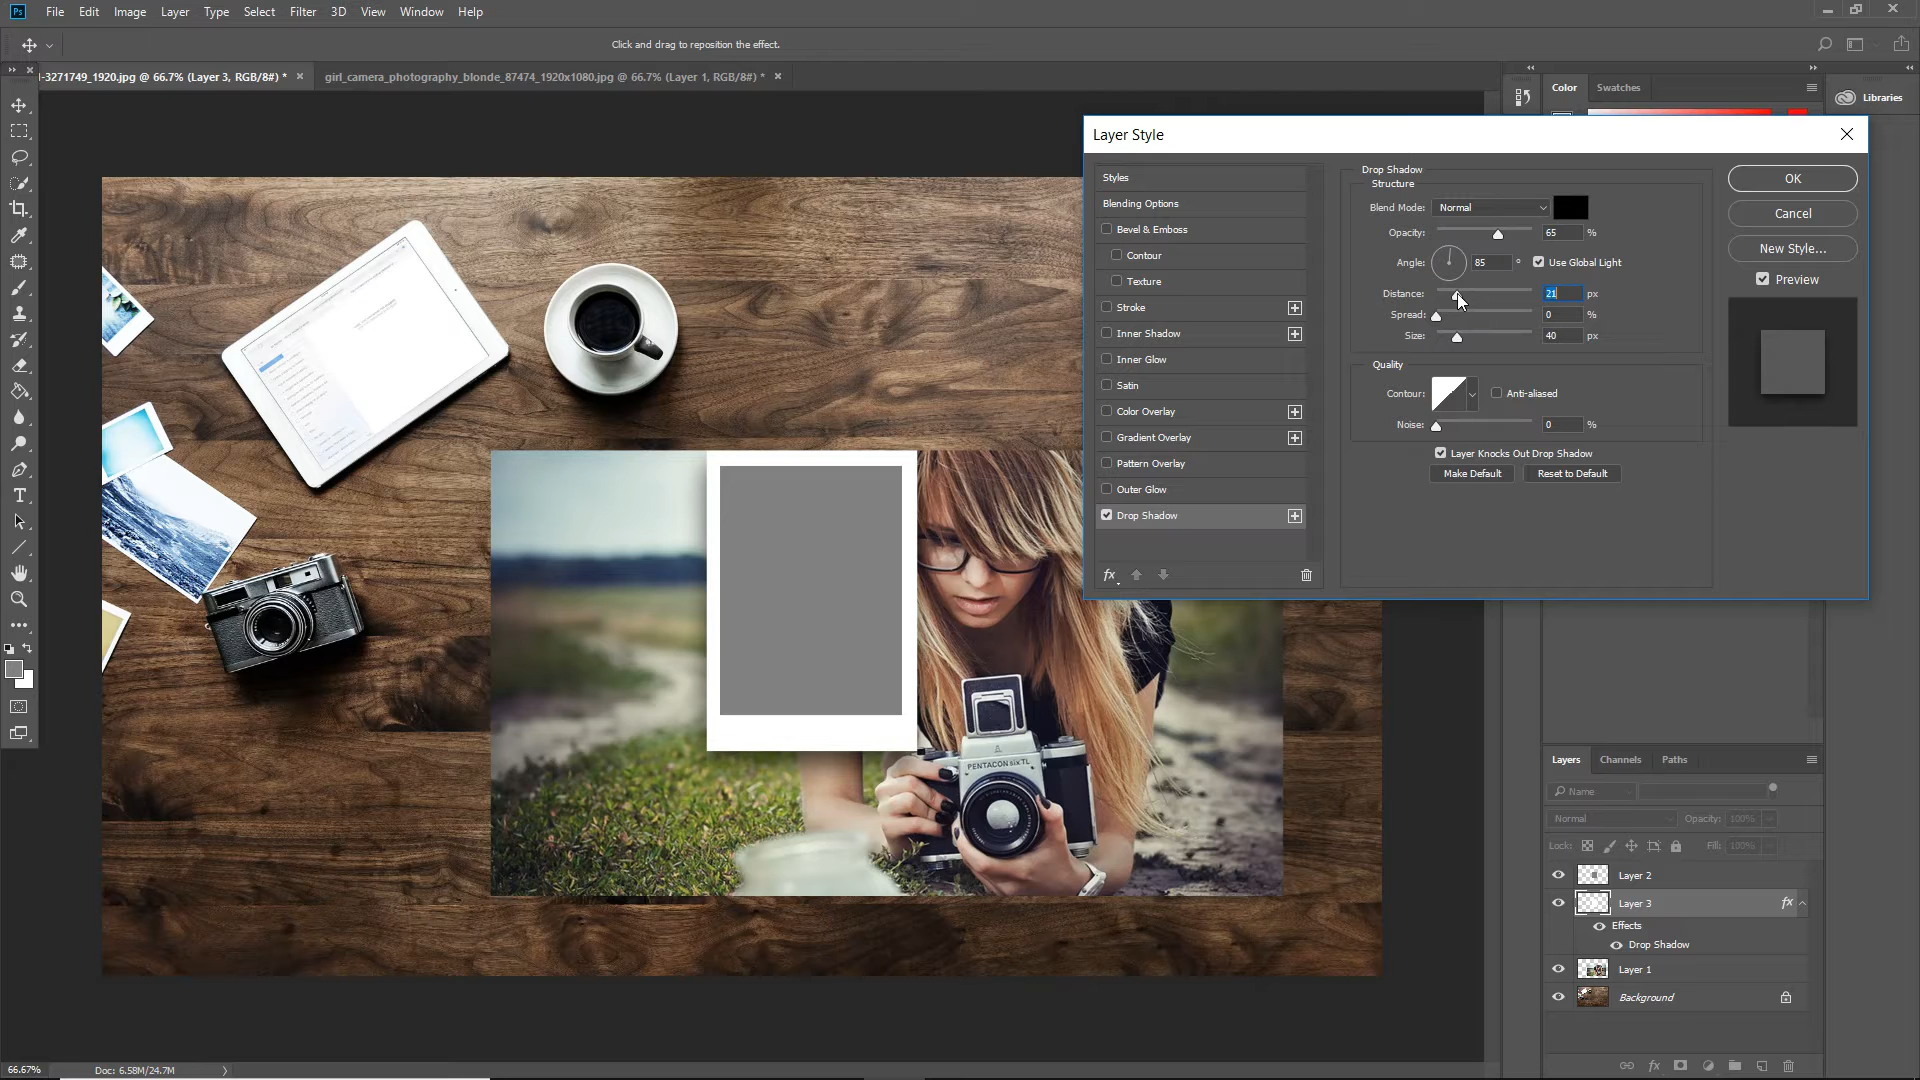 Ps File Edit Image Layer Type Select Filter 3D View Window Help
Click and drag to reposition the effect.
-3271749_1920.jpg @ 66.7% (Layer 3, RGB/8#) * girl_camera_photography_blonde_87474_1920x1080.jpg @ 66.7% (Layer 1, RGB/8#) *
Color Swatches
Libraries
Layer Style
Styles
Blending Options
Bevel & Emboss
Contour
Texture
Stroke
Inner Shadow
Inner Glow
Satin
Color Overlay
Gradient Overlay
Pattern Overlay
Outer Glow
Drop Shadow
fx
Drop Shadow
Structure
Blend Mode: Normal
Opacity: 65 %
Angle: 85 ° Use Global Light
Distance: 21 px
Spread: 0 %
Size: 40 px
Quality
Contour: Anti-aliased
Noise: 0 %
Layer Knocks Out Drop Shadow
Make Default Reset to Default
OK
Cancel
New Style...
Preview
PENTACON six TL
Layers Channels Paths
Name
Normal Opacity: 100%
Lock: Fill: 100%
Layer 2
Layer 3 fx
Effects
Drop Shadow
Layer 1
Background
fx
66.67% Doc: 6.58M/24.7M